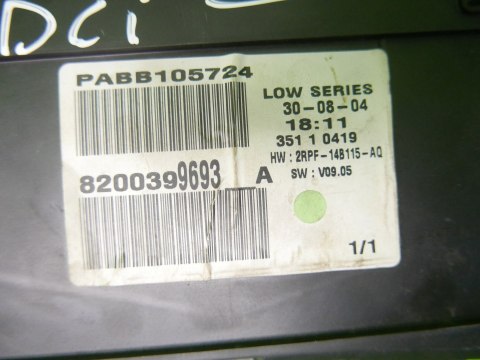 DCi
PABB105724
LOW SERIES
30-08-04
18:11
351 1 0419
HW : 2RPF-14B115-AQ
SW : V09.05
8200399693__A
1/1